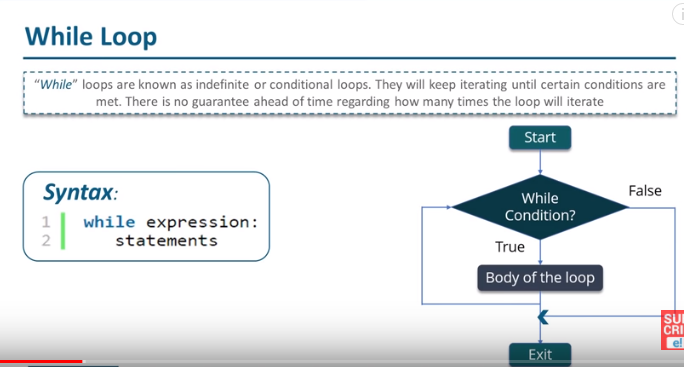 While Loop
“While” loops are known as indefinite or conditional loops. They will keep iterating until certain conditions are
met. There is no guarantee ahead of time regarding how many times the loop will iterate
Syntax:
1 while expression:
2 statements
Start
While
Condition?
False
True
Body of the loop
Exit
SU
CRI
e!